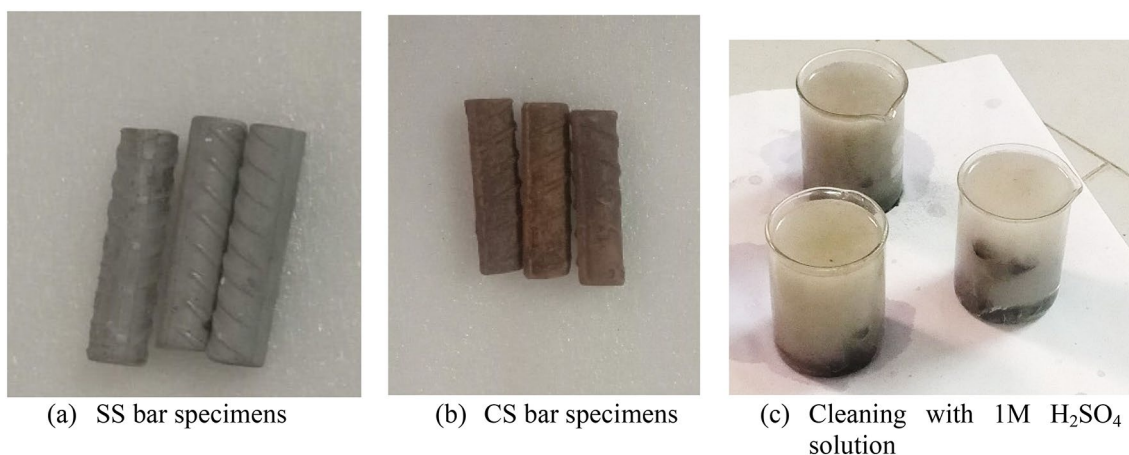 (a) SS bar specimens
(b) CS bar specimens
(c) Cleaning with 1M H₂SO₄
solution